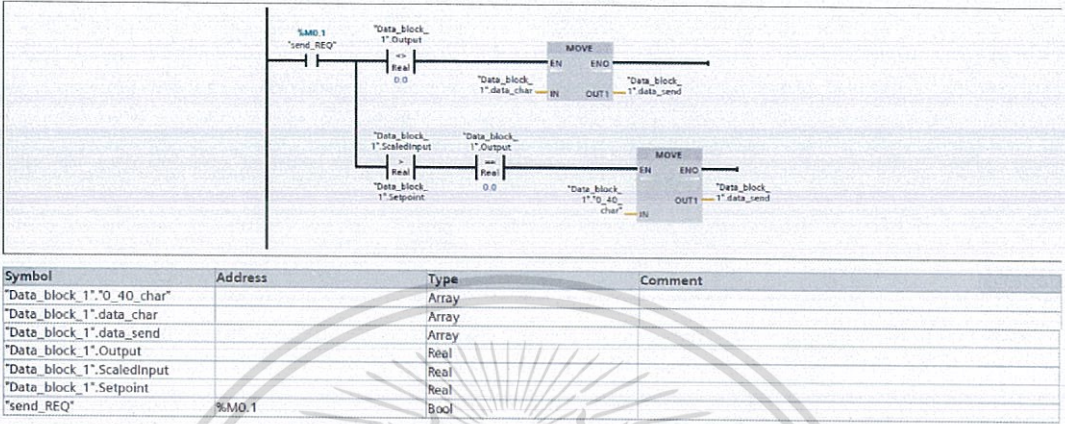 %M0.1
"send_REQ"
"Data_block_
1".Output
<>
Real
0.0
MOVE
EN ENO
"Data_block_
1".data_char
IN OUT1
"Data_block_
1".data_send
"Data_block_
1".ScaledInput
>
Real
"Data_block_
1".Setpoint
"Data_block_
1".Output
==
Real
0.0
MOVE
EN ENO
"Data_block_
1"."0_40_
char"
IN OUT1
"Data_block_
1".data_send
Symbol Address Type Comment
"Data_block_1"."0_40_char" Array
"Data_block_1".data_char Array
"Data_block_1".data_send Array
"Data_block_1".Output Real
"Data_block_1".ScaledInput Real
"Data_block_1".Setpoint Real
"send_REQ" %M0.1 Bool